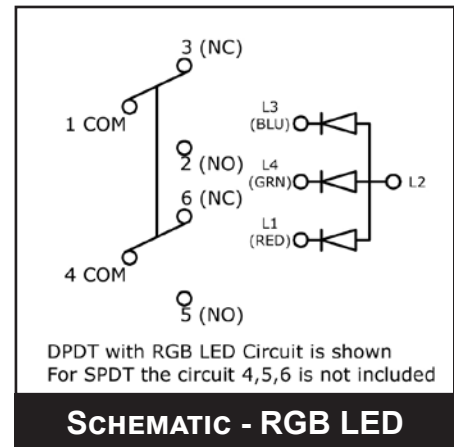 3 (NC)
1 COM
2 (NO)
6 (NC)
4 COM
5 (NO)
L3
(BLU)
L4
(GRN)
L2
L1
(RED)
DPDT with RGB LED Circuit is shown
For SPDT the circuit 4,5,6 is not included
SCHEMATIC - RGB LED